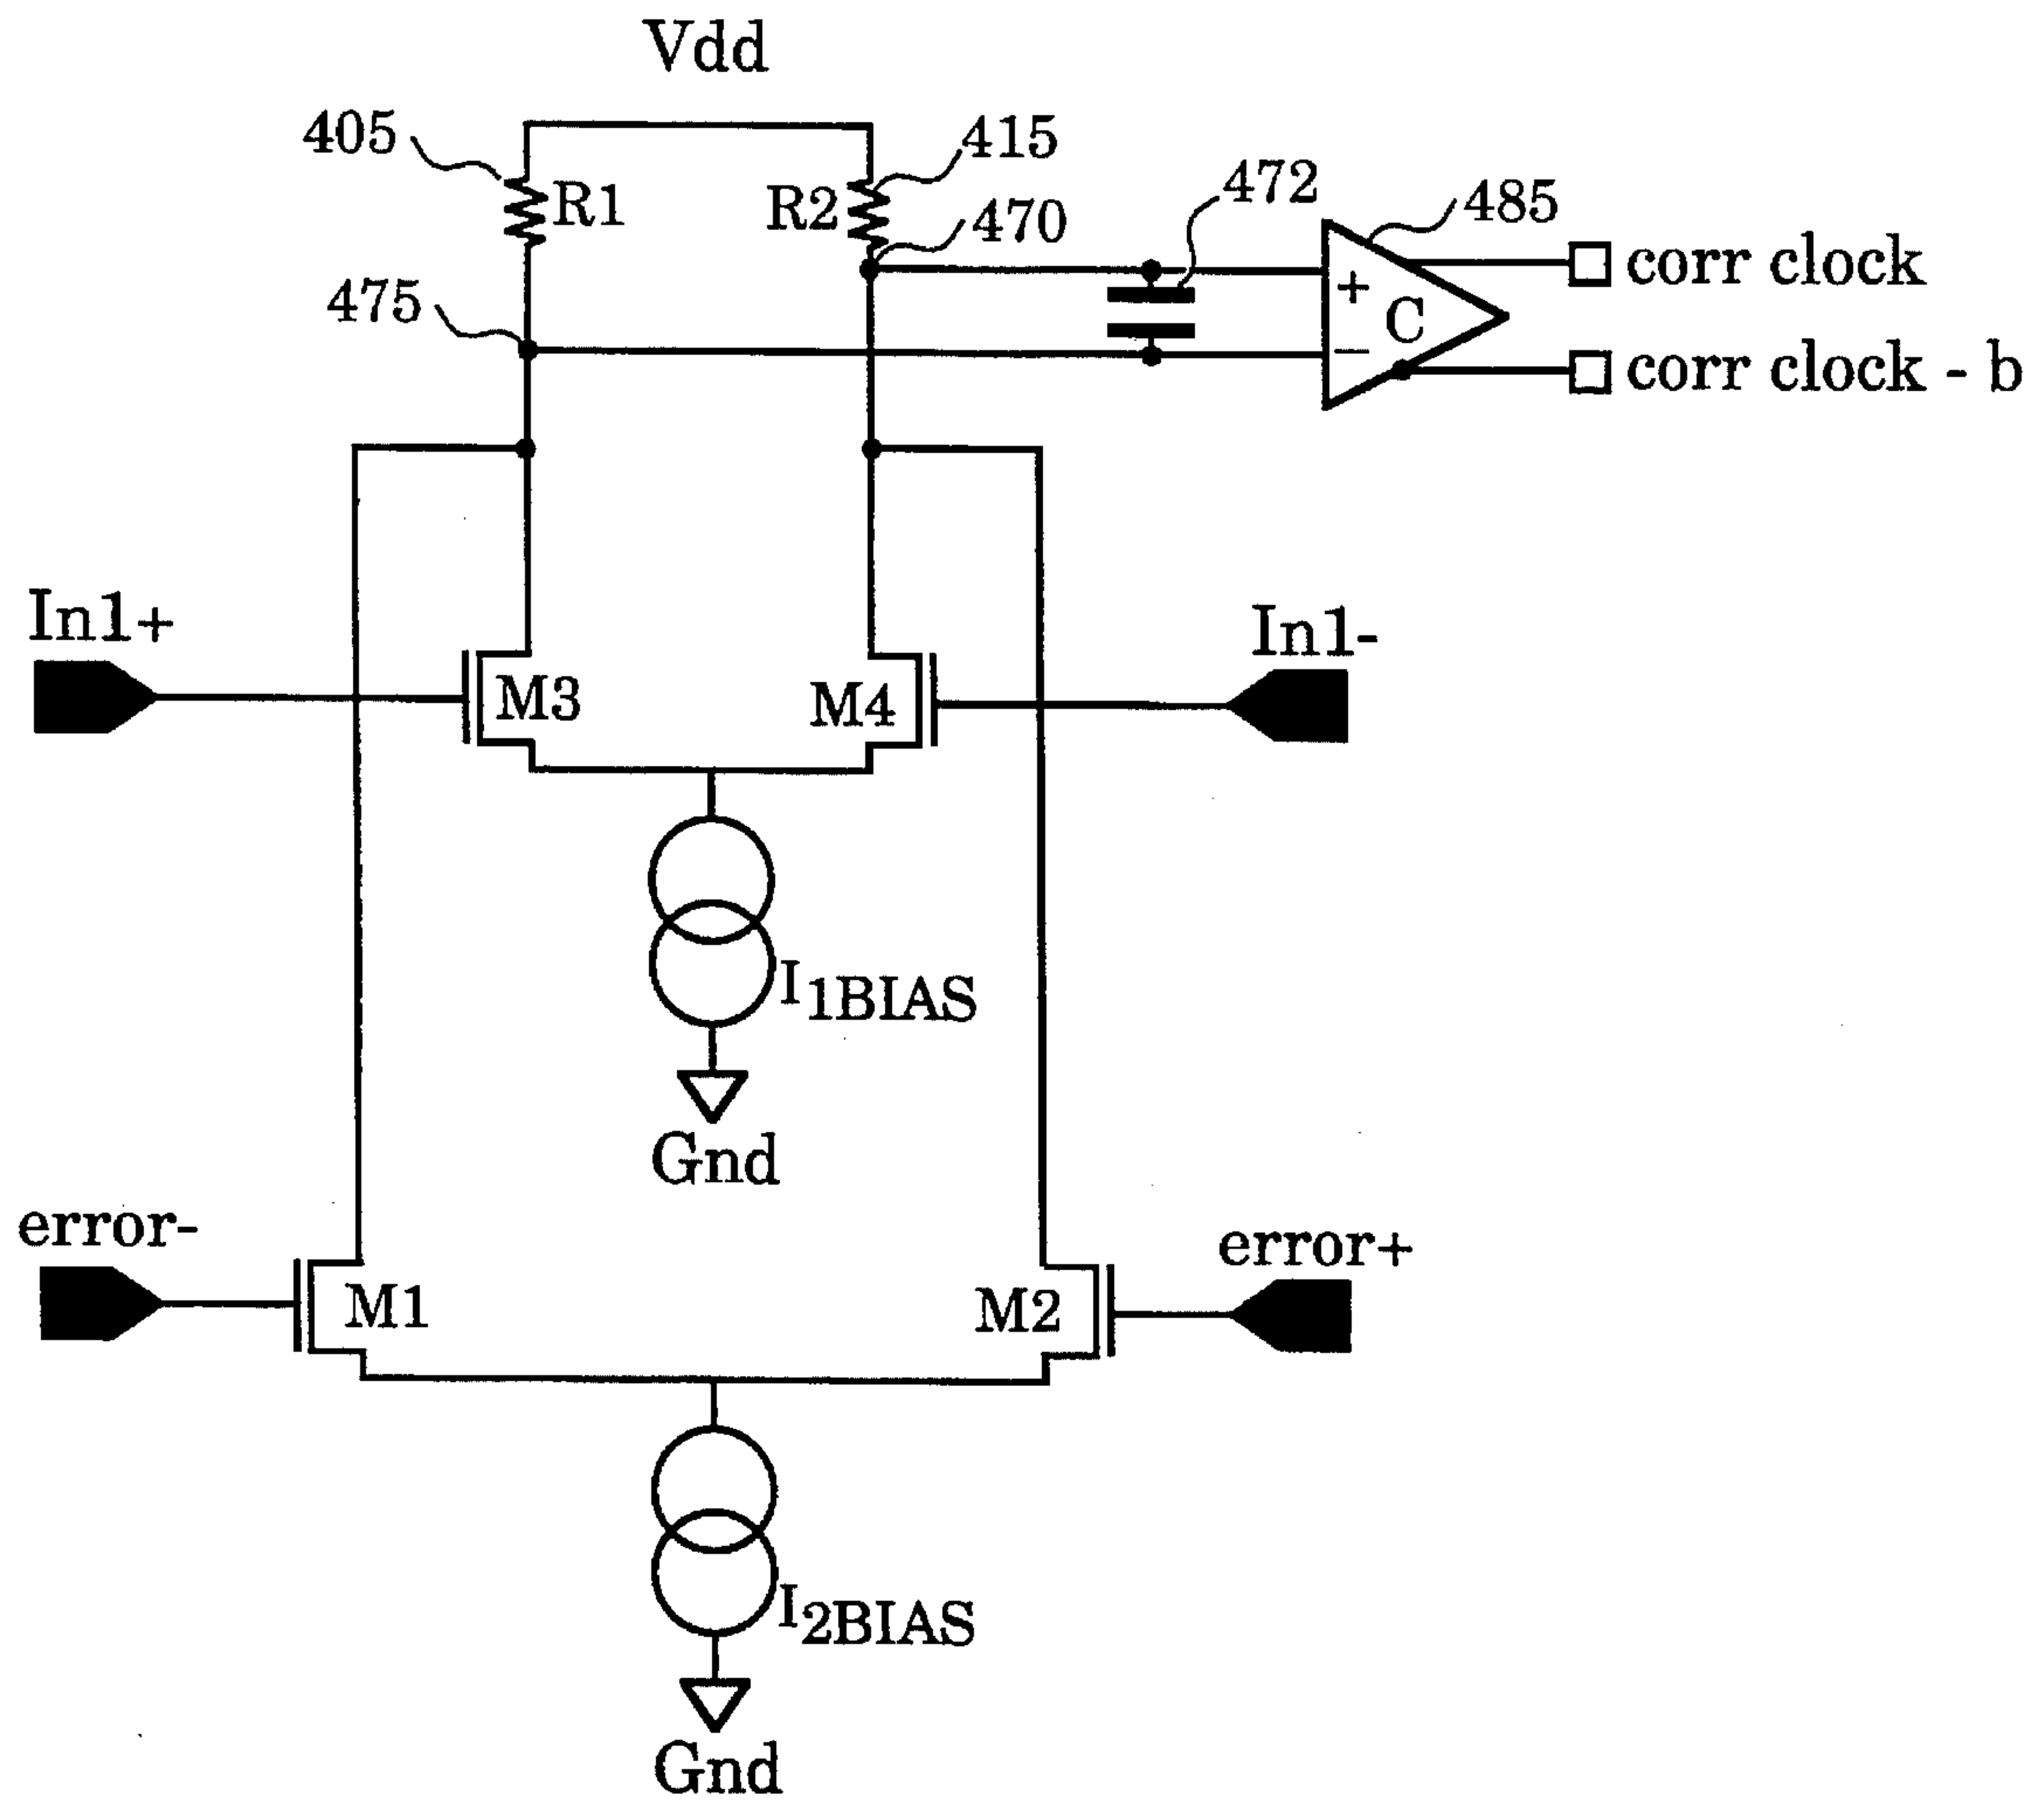 Vdd
405
R1
R2
415
470
472
485
475
+
−
C
corr clock
corr clock - b
In1+
In1-
M3
M4
I1BIAS
Gnd
error-
error+
M1
M2
I2BIAS
Gnd